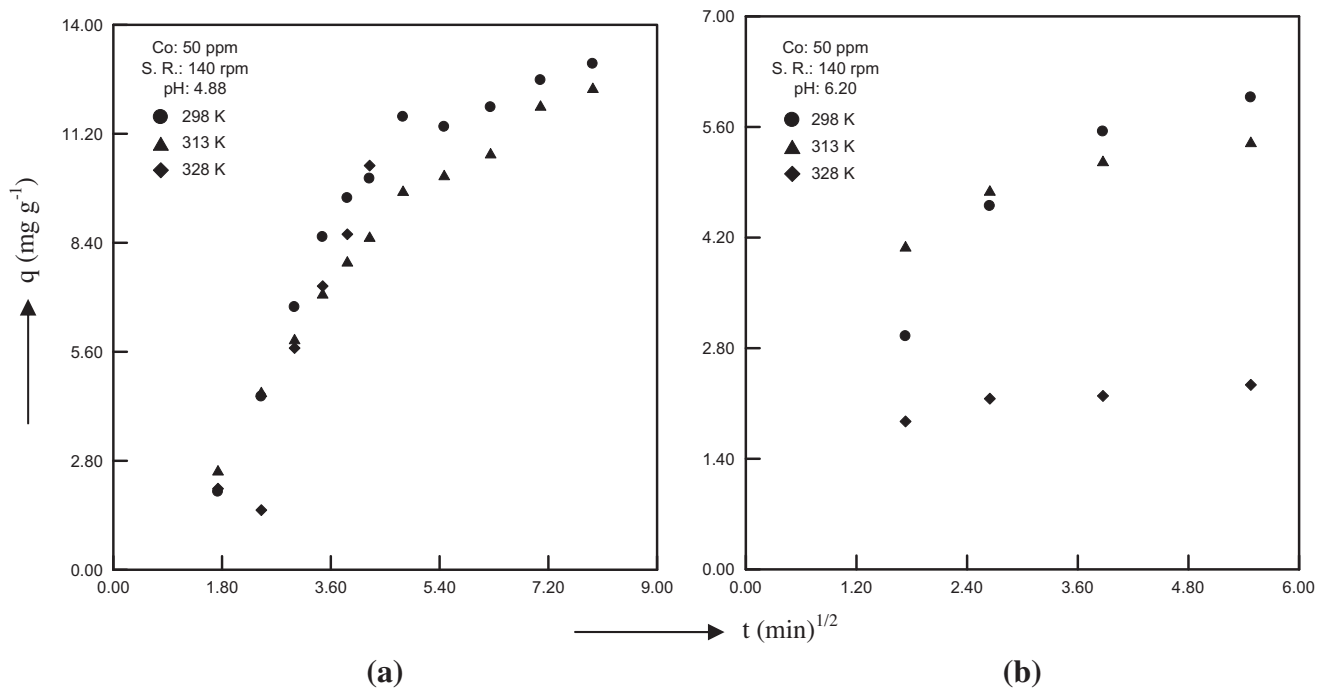 14.00
11.20
8.40
5.60
2.80
0.00
q (mg g-1)
Co: 50 ppm
S. R.: 140 rpm
pH: 4.88
298 K
313 K
328 K
0.00 1.80 3.60 5.40 7.20 9.00
(a)
7.00
5.60
4.20
2.80
1.40
0.00
Co: 50 ppm
S. R.: 140 rpm
pH: 6.20
298 K
313 K
328 K
0.00 1.20 2.40 3.60 4.80 6.00
t (min)1/2
(b)